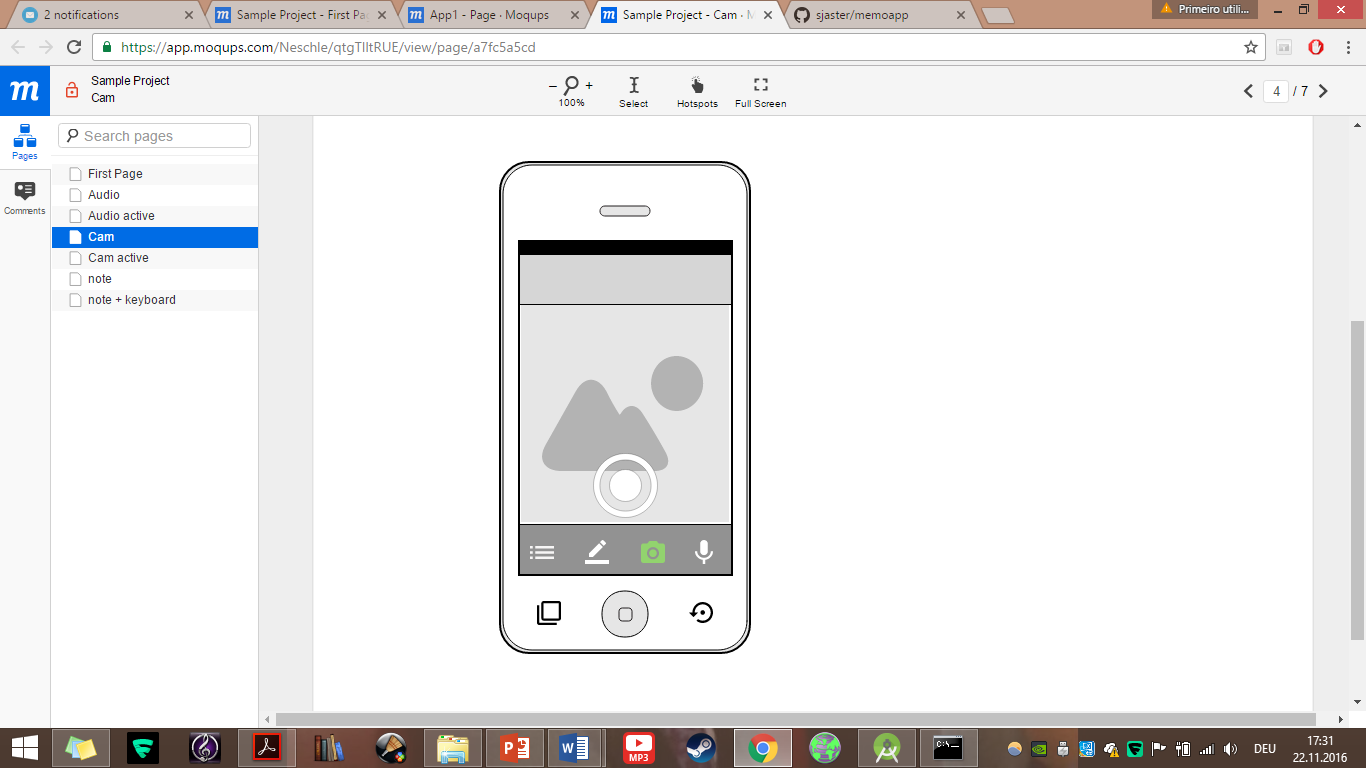 2 notifications
Sample Project - First Pa
App1 - Page · Moqups
Sample Project - Cam · M
sjaster/memoapp
Primeiro utili...
https://app.moqups.com/Neschle/qtgTIItRUE/view/page/a7fc5a5cd
m
Sample Project
Cam
– +
100%
Select
Hotspots
Full Screen
4 / 7
Pages
Comments
Search pages
First Page
Audio
Audio active
Cam
Cam active
note
note + keyboard
MP3
C:\_
DEU
17:31
22.11.2016